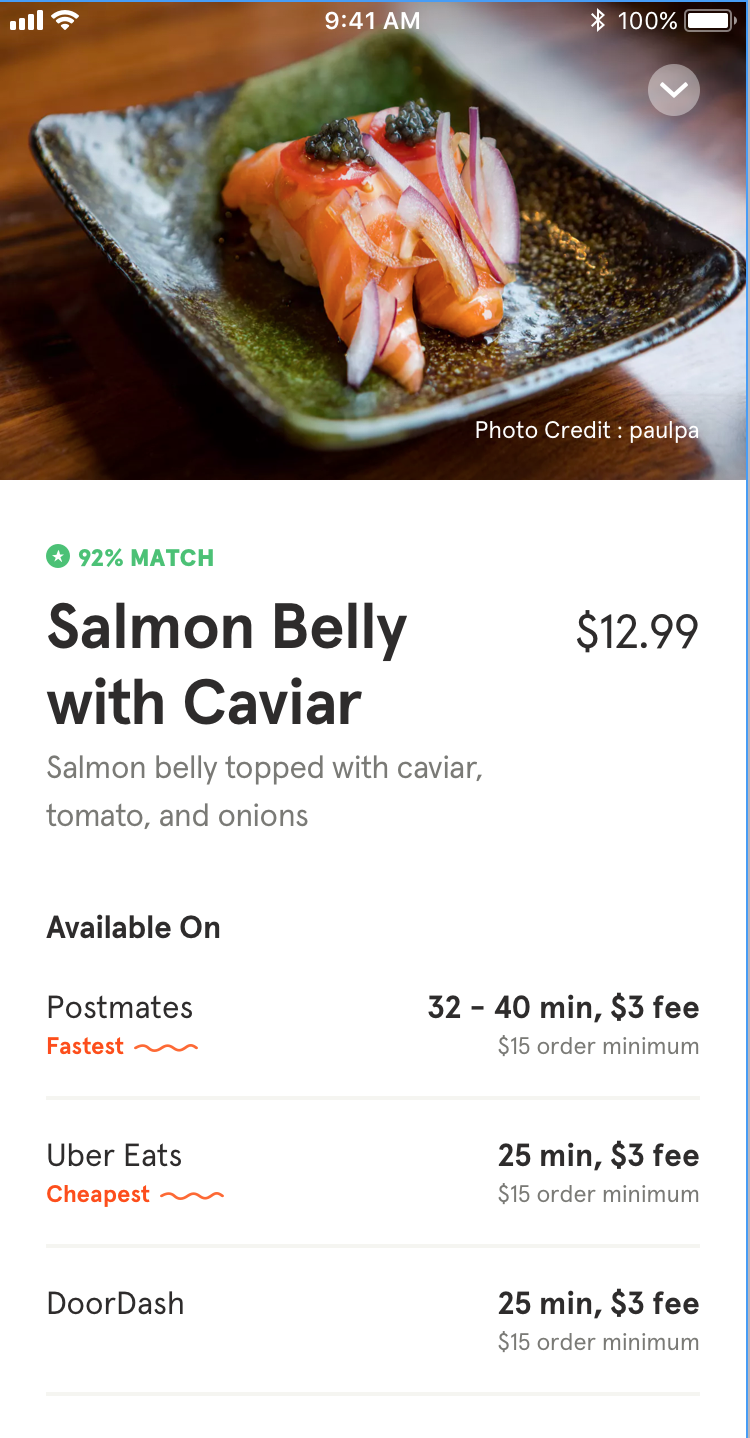 9:41 AM
100%
Photo Credit : paulpa
92% MATCH
Salmon Belly
with Caviar
$12.99
Salmon belly topped with caviar,
tomato, and onions
Available On
Postmates
32 - 40 min, $3 fee
Fastest
$15 order minimum
Uber Eats
25 min, $3 fee
Cheapest
$15 order minimum
DoorDash
25 min, $3 fee
$15 order minimum